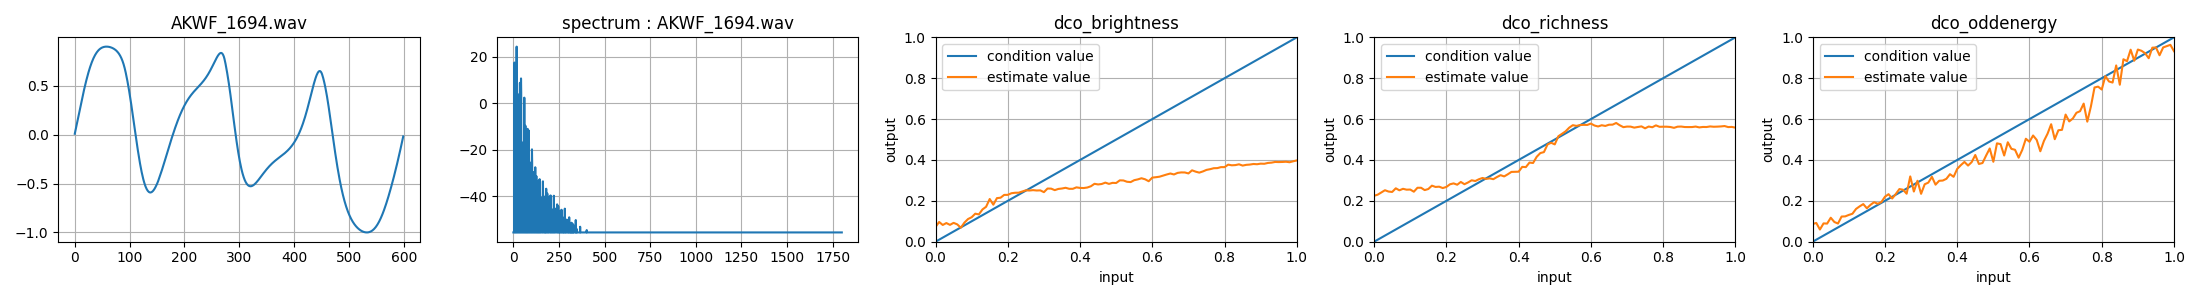 AKWF_1694.wav
0.5
0.0
−0.5
−1.0
0 100 200 300 400 500 600
spectrum : AKWF_1694.wav
20
0
−20
−40
0 250 500 750 1000 1250 1500 1750
dco_brightness
condition value
estimate value
output
1.0
0.8
0.6
0.4
0.2
0.0
0.0 0.2 0.4 0.6 0.8 1.0
input
dco_richness
condition value
estimate value
output
1.0
0.8
0.6
0.4
0.2
0.0
0.0 0.2 0.4 0.6 0.8 1.0
input
dco_oddenergy
condition value
estimate value
output
1.0
0.8
0.6
0.4
0.2
0.0
0.0 0.2 0.4 0.6 0.8 1.0
input